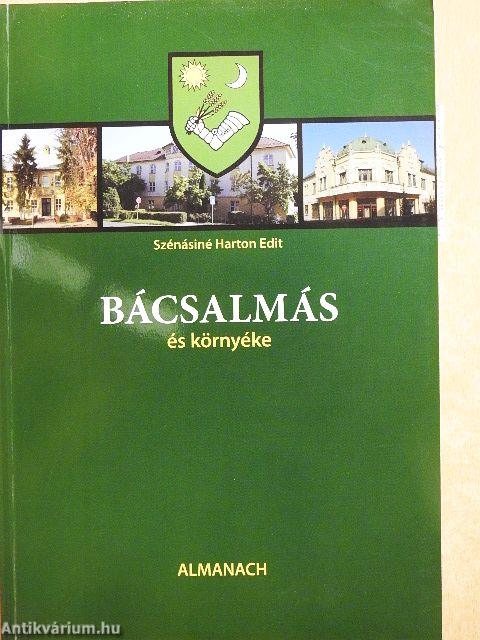 Szénásiné Harton Edit
BÁCSALMÁS
és környéke
ALMANACH
Antikvárium.hu